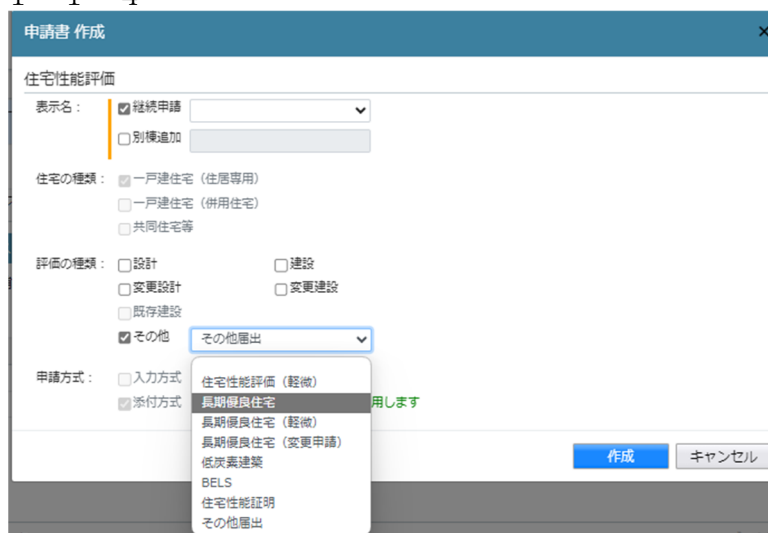 申請書 作成
×
住宅性能評価
表示名：
継続申請
別棟追加
住宅の種類：
一戸建住宅（住居専用）
一戸建住宅（併用住宅）
共同住宅等
評価の種類：
設計
建設
変更設計
変更建設
既存建設
その他
その他届出
申請方式：
入力方式
添付方式
用します
住宅性能評価（軽微）
長期優良住宅
長期優良住宅（軽微）
長期優良住宅（変更申請）
低炭素建築
BELS
住宅性能証明
その他届出
作成
キャンセル